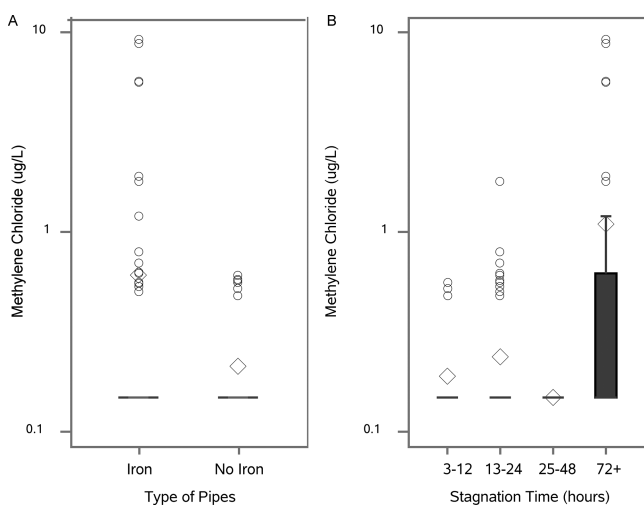 A
Methylene Chloride (ug/L)
10
1
0.1
Iron
No Iron
Type of Pipes
B
Methylene Chloride (ug/L)
10
1
0.1
3-12
13-24
25-48
72+
Stagnation Time (hours)